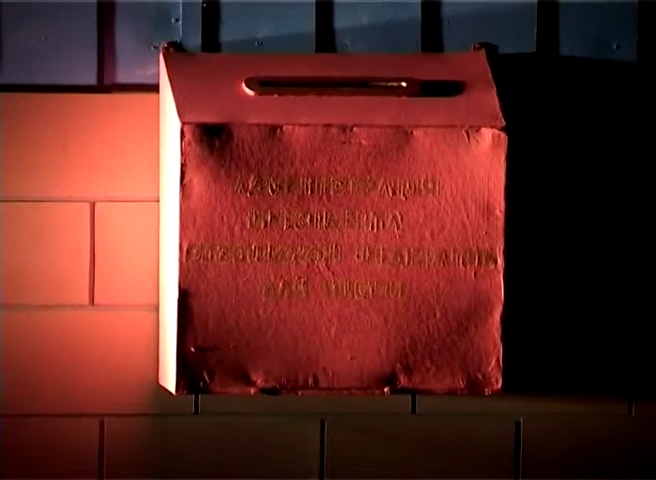 АДМИНИСТРАЦИЯ
ПРЕЗИДЕНТА
РОССИЙСКОЙ ФЕДЕРАЦИИ
ДЛЯ ПИСЕМ